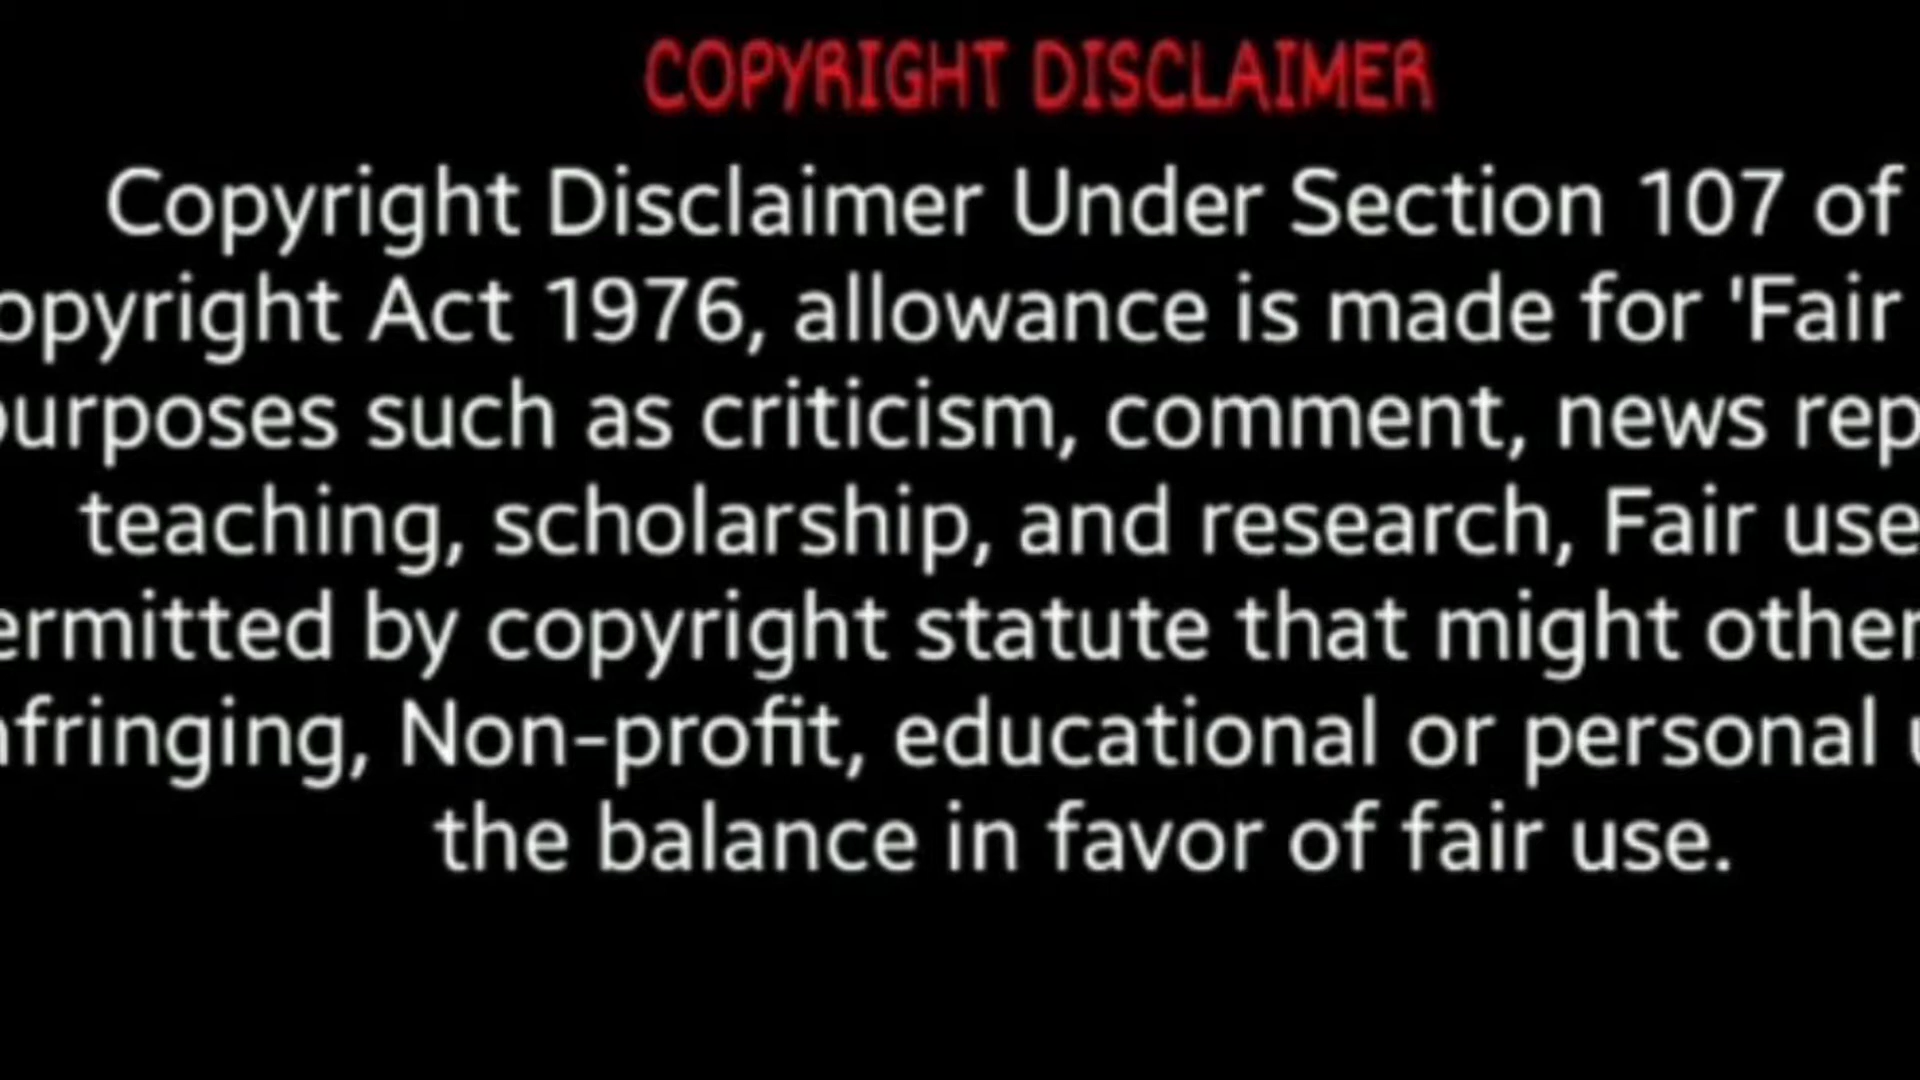 COPYRIGHT DISCLAIMER
Copyright Disclaimer Under Section 107 of
opyright Act 1976, allowance is made for 'Fair
urposes such as criticism, comment, news rep
teaching, scholarship, and research, Fair use
ermitted by copyright statute that might other
nfringing, Non-profit, educational or personal u
the balance in favor of fair use.